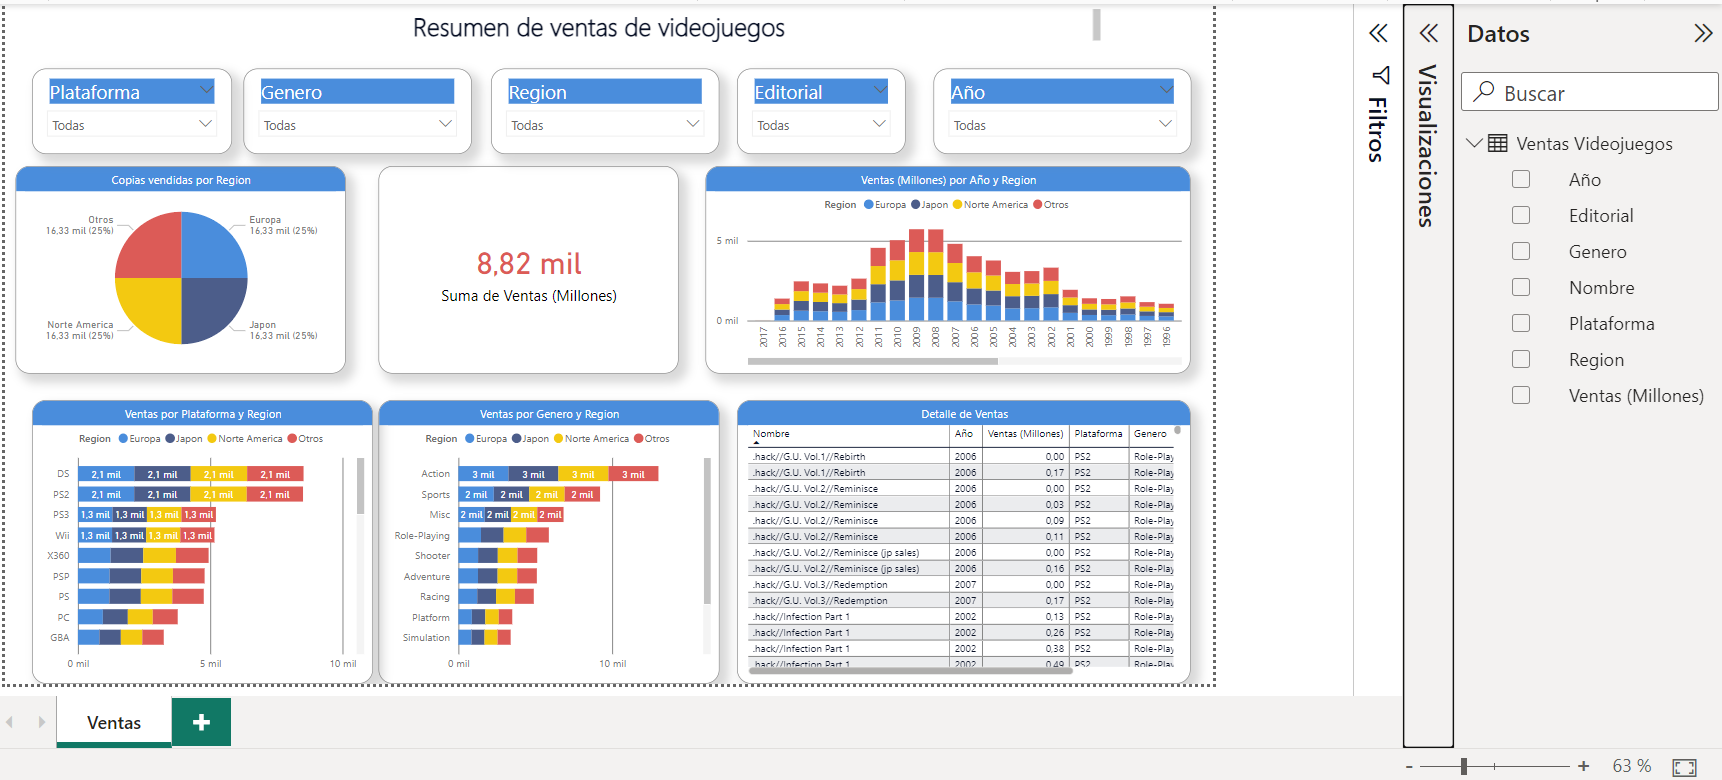 Resumen de ventas de videojuegos
Plataforma
Todas
Genero
Todas
Region
Todas
Editorial
Todas
Año
Todas
Copias vendidas por Region
Otros
16,33 mil (25%)
Europa
16,33 mil (25%)
Norte America
16,33 mil (25%)
Japon
16,33 mil (25%)
8,82 mil
Suma de Ventas (Millones)
Ventas (Millones) por Año y Region
Region Europa Japon Norte America Otros
5 mil
0 mil
2017 2016 2015 2014 2013 2012 2011 2010 2009 2008 2007 2006 2005 2004 2003 2002 2001 2000 1999 1998 1997 1996
Ventas por Plataforma y Region
Region Europa Japon Norte America Otros
DS 2,1 mil 2,1 mil 2,1 mil 2,1 mil
PS2 2,1 mil 2,1 mil 2,1 mil 2,1 mil
PS3 1,3 mil 1,3 mil 1,3 mil 1,3 mil
Wii 1,3 mil 1,3 mil 1,3 mil 1,3 mil
X360
PSP
PS
PC
GBA
0 mil 5 mil 10 mil
Ventas por Genero y Region
Region Europa Japon Norte America Otros
Action 3 mil 3 mil 3 mil 3 mil
Sports 2 mil 2 mil 2 mil 2 mil
Misc 2 mil 2 mil 2 mil 2 mil
Role-Playing
Shooter
Adventure
Racing
Platform
Simulation
0 mil 10 mil
Detalle de Ventas
Nombre Año Ventas (Millones) Plataforma Genero
.hack//G.U. Vol.1//Rebirth 2006 0,00 PS2 Role-Play
.hack//G.U. Vol.1//Rebirth 2006 0,17 PS2 Role-Play
.hack//G.U. Vol.2//Reminisce 2006 0,00 PS2 Role-Play
.hack//G.U. Vol.2//Reminisce 2006 0,03 PS2 Role-Play
.hack//G.U. Vol.2//Reminisce 2006 0,09 PS2 Role-Play
.hack//G.U. Vol.2//Reminisce 2006 0,11 PS2 Role-Play
.hack//G.U. Vol.2//Reminisce (jp sales) 2006 0,00 PS2 Role-Play
.hack//G.U. Vol.2//Reminisce (jp sales) 2006 0,16 PS2 Role-Play
.hack//G.U. Vol.3//Redemption 2007 0,00 PS2 Role-Play
.hack//G.U. Vol.3//Redemption 2007 0,17 PS2 Role-Play
.hack//Infection Part 1 2002 0,13 PS2 Role-Play
.hack//Infection Part 1 2002 0,26 PS2 Role-Play
.hack//Infection Part 1 2002 0,38 PS2 Role-Play
.hack//Infection Part 1 2002 0,49 PS2 Role-Play
Filtros
Visualizaciones
Datos
Buscar
Ventas Videojuegos
Año
Editorial
Genero
Nombre
Plataforma
Region
Ventas (Millones)
Ventas
63 %